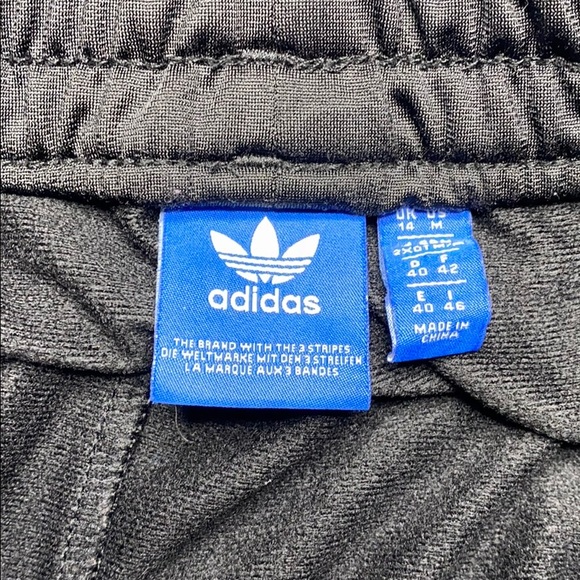 adidas
THE BRAND WITH THE 3 STRIPES
DIE WELTMARKE MIT DEN 3 STREIFEN
LA MARQUE AUX 3 BANDES
UK US
14 M
D F
40 42
E I
40 46
MADE IN
CHINA